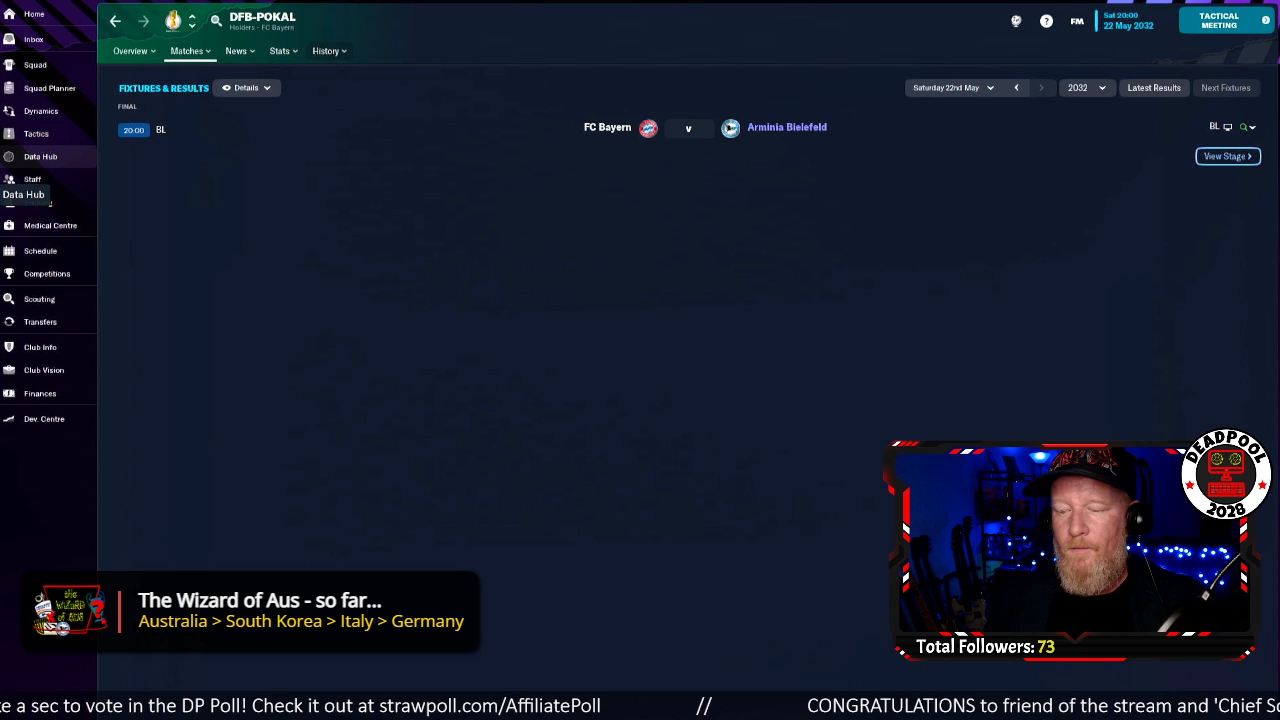 Home
Inbox
Squad
Squad Planner
Dynamics
Tactics
Data Hub
Staff
Data Hub
Medical Centre
Schedule
Competitions
Scouting
Transfers
Club Info
Club Vision
Finances
Dev. Centre
DFB-POKAL
Holders - FC Bayern
FM
Sat 20:00
22 May 2032
TACTICAL
MEETING
Overview
Matches
News
Stats
History
FIXTURES & RESULTS
Details
Saturday 22nd May
2032
Latest Results
Next Fixtures
FINAL
20:00 BL FC Bayern v Arminia Bielefeld BL
View Stage >
DEADPOOL
2028
the
WIZARD
OF AUS
The Wizard of Aus - so far...
Australia > South Korea > Italy > Germany
Total Followers: 73
e a sec to vote in the DP Poll! Check it out at strawpoll.com/AffiliatePoll // CONGRATULATIONS to friend of the stream and 'Chief Sc